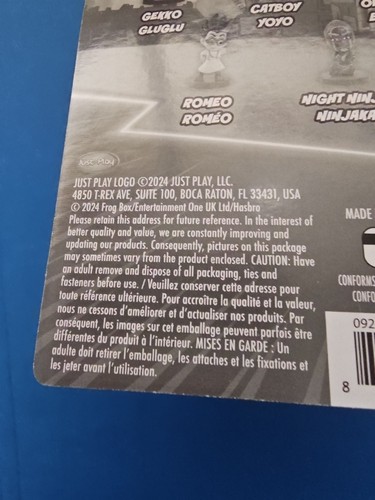 GEKKO
GLUGLU
CATBOY
YOYO
ROMEO
ROMÉO
NIGHT
Just Play
JUST PLAY LOGO ©2024 JUST PLAY, LLC.
4850 T-REX AVE, SUITE 100, BOCA RATON, FL 33431, USA
© 2024 Frog Box/Entertainment One UK Ltd/Hasbro
Please retain this address for future reference. In the interest of
better quality and value, we are constantly improving and
updating our products. Consequently, pictures on this package
may sometimes vary from the product enclosed. CAUTION: Have
an adult remove and dispose of all packaging, ties and
fasteners before use. / Veuillez conserver cette adresse pour
toute référence ultérieure. Pour accroître la qualité et la valeur,
nous ne cessons d'améliorer et d'actualiser nos produits. Par
conséquent, les images sur cet emballage peuvent parfois être
différentes du produit à l'intérieur. MISES EN GARDE : Un
adulte doit retirer l'emballage, les attaches et les fixations et
les jeter avant l'utilisation.
MADE
CONFORMS
092
8